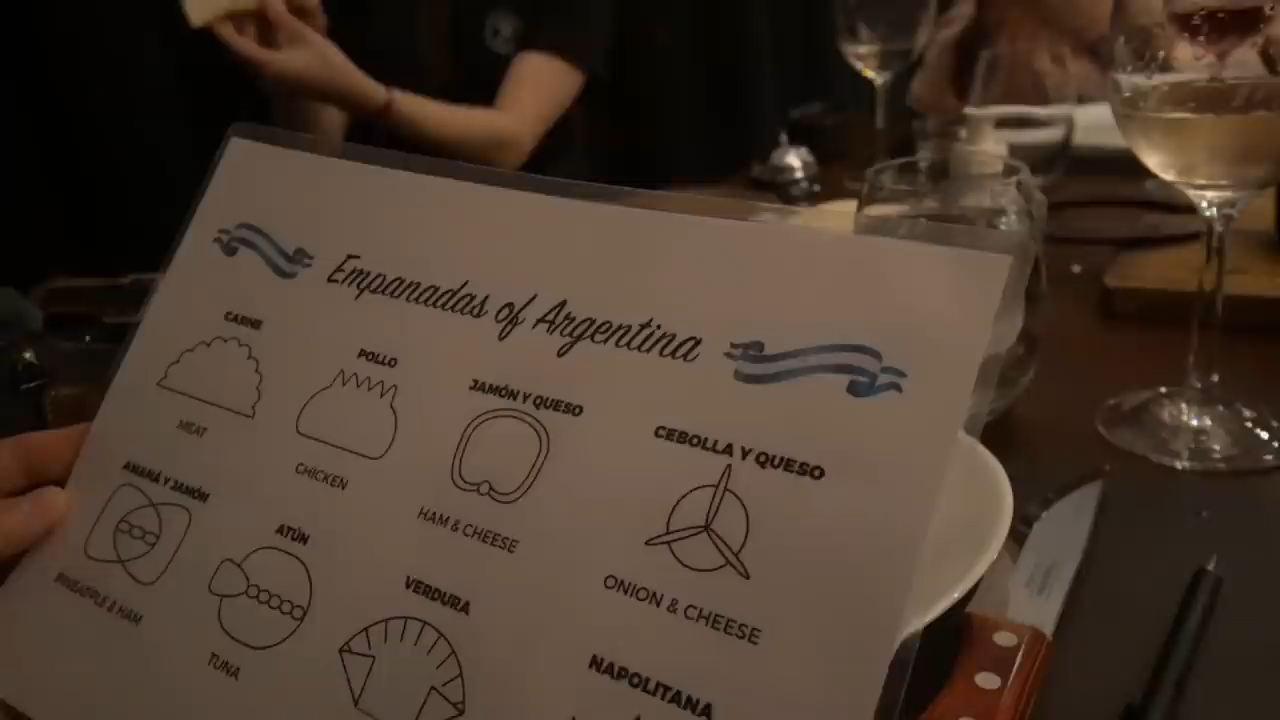 Empanadas of Argentina
CARNE
MEAT
POLLO
CHICKEN
JAMÓN Y QUESO
HAM & CHEESE
CEBOLLA Y QUESO
ONION & CHEESE
ANANÁ Y JAMÓN
PINEAPPLE & HAM
ATÚN
TUNA
VERDURA
NAPOLITANA